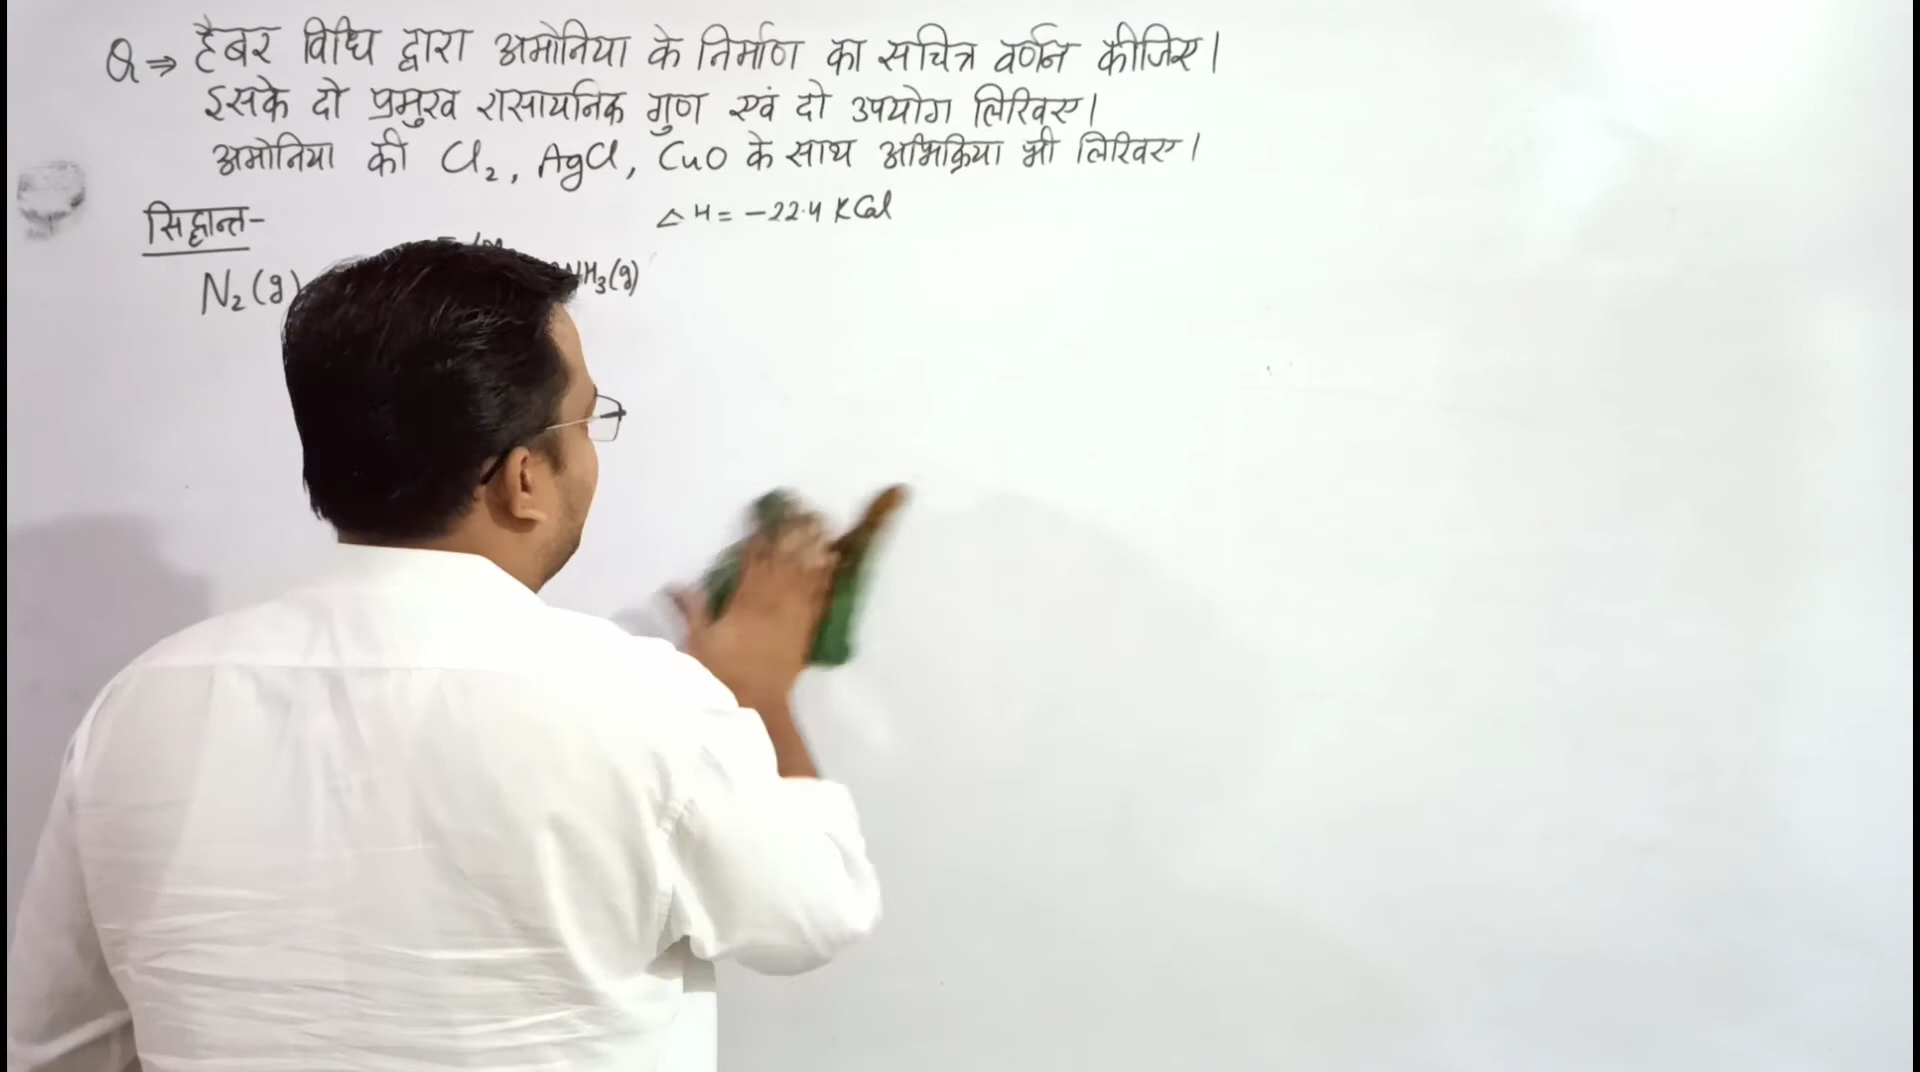 Q ⇒ हैबर विधि द्वारा अमोनिया के निर्माण का सचित्र वर्णन कीजिए।
इसके दो प्रमुख रासायनिक गुण एवं दो उपयोग लिखिए।
अमोनिया की Cl₂, AgCl, CuO के साथ अभिक्रिया भी लिखिए।
सिद्धान्त-
△H = -22.4 KCal
N₂(g) NH₃(g)